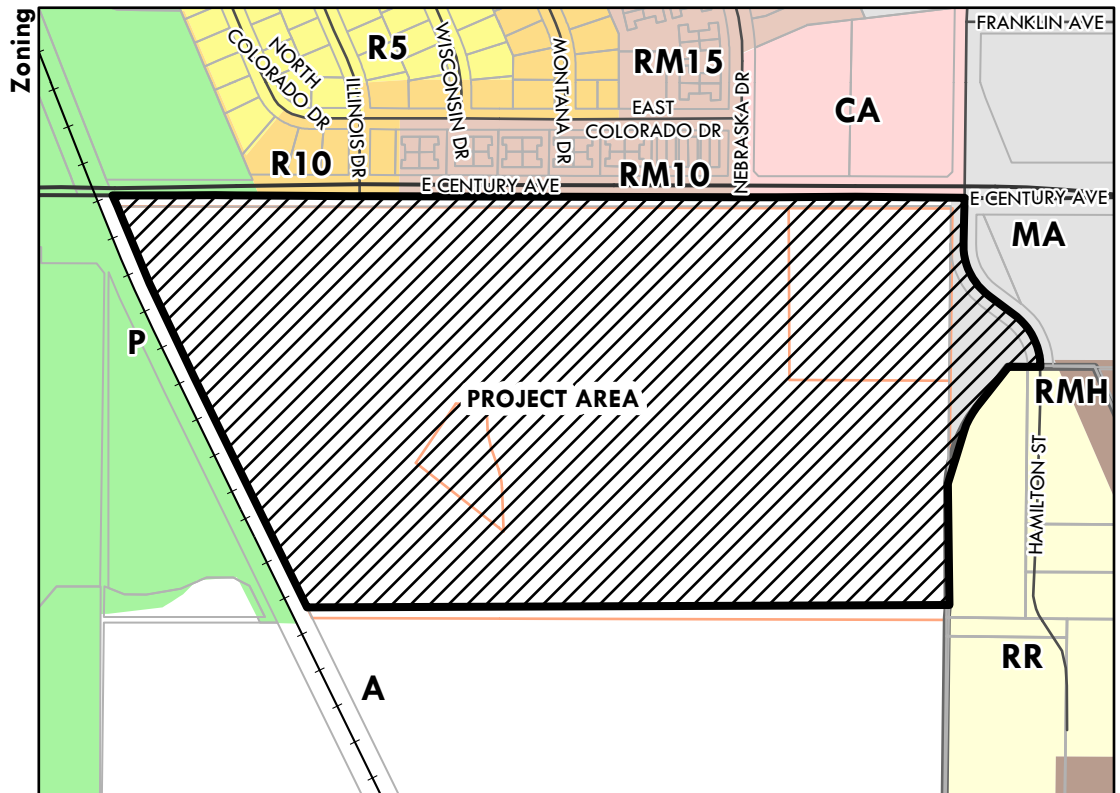 Zoning
FRANKLIN AVE
NORTH
COLORADO DR
R5
WISCONSIN DR
MONTANA DR
RM15
NEBRASKA DR
CA
ILLINOIS DR
EAST
COLORADO DR
R10
RM10
E CENTURY AVE
E CENTURY AVE
MA
P
PROJECT AREA
RMH
HAMILTON ST
RR
A